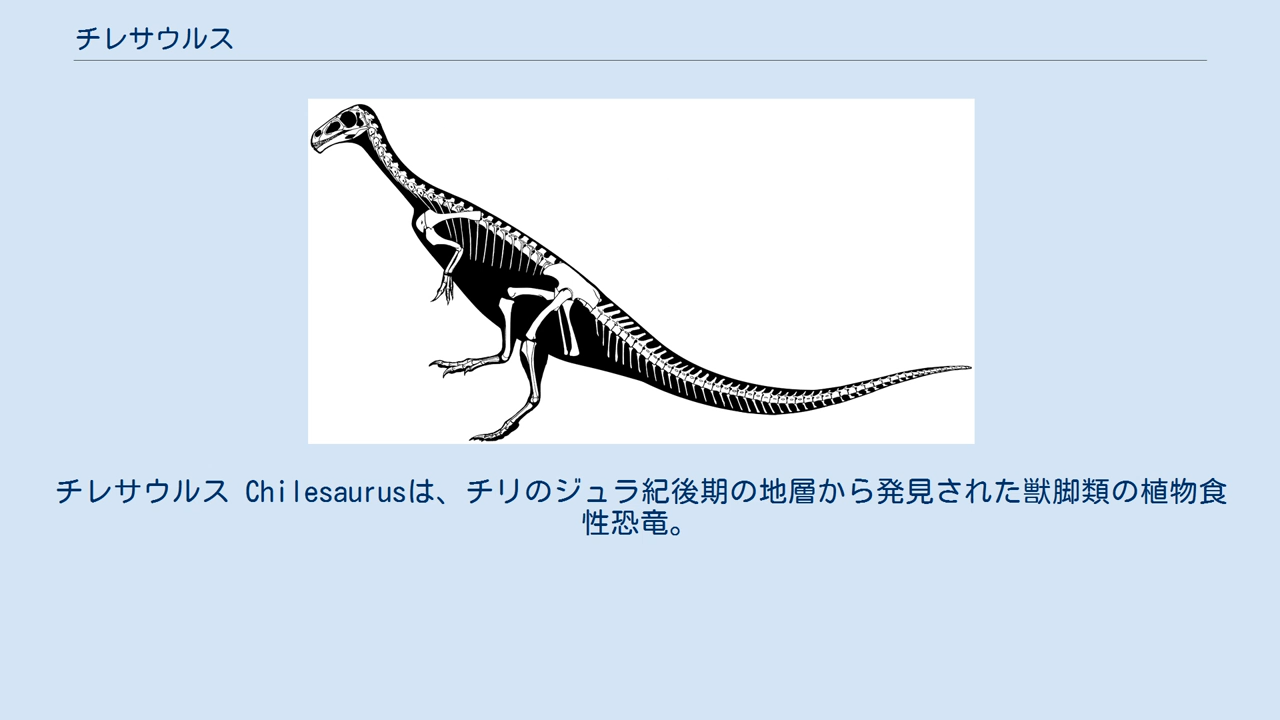 チレサウルス
チレサウルス Chilesaurusは、チリのジュラ紀後期の地層から発見された獣脚類の植物食
性恐竜。